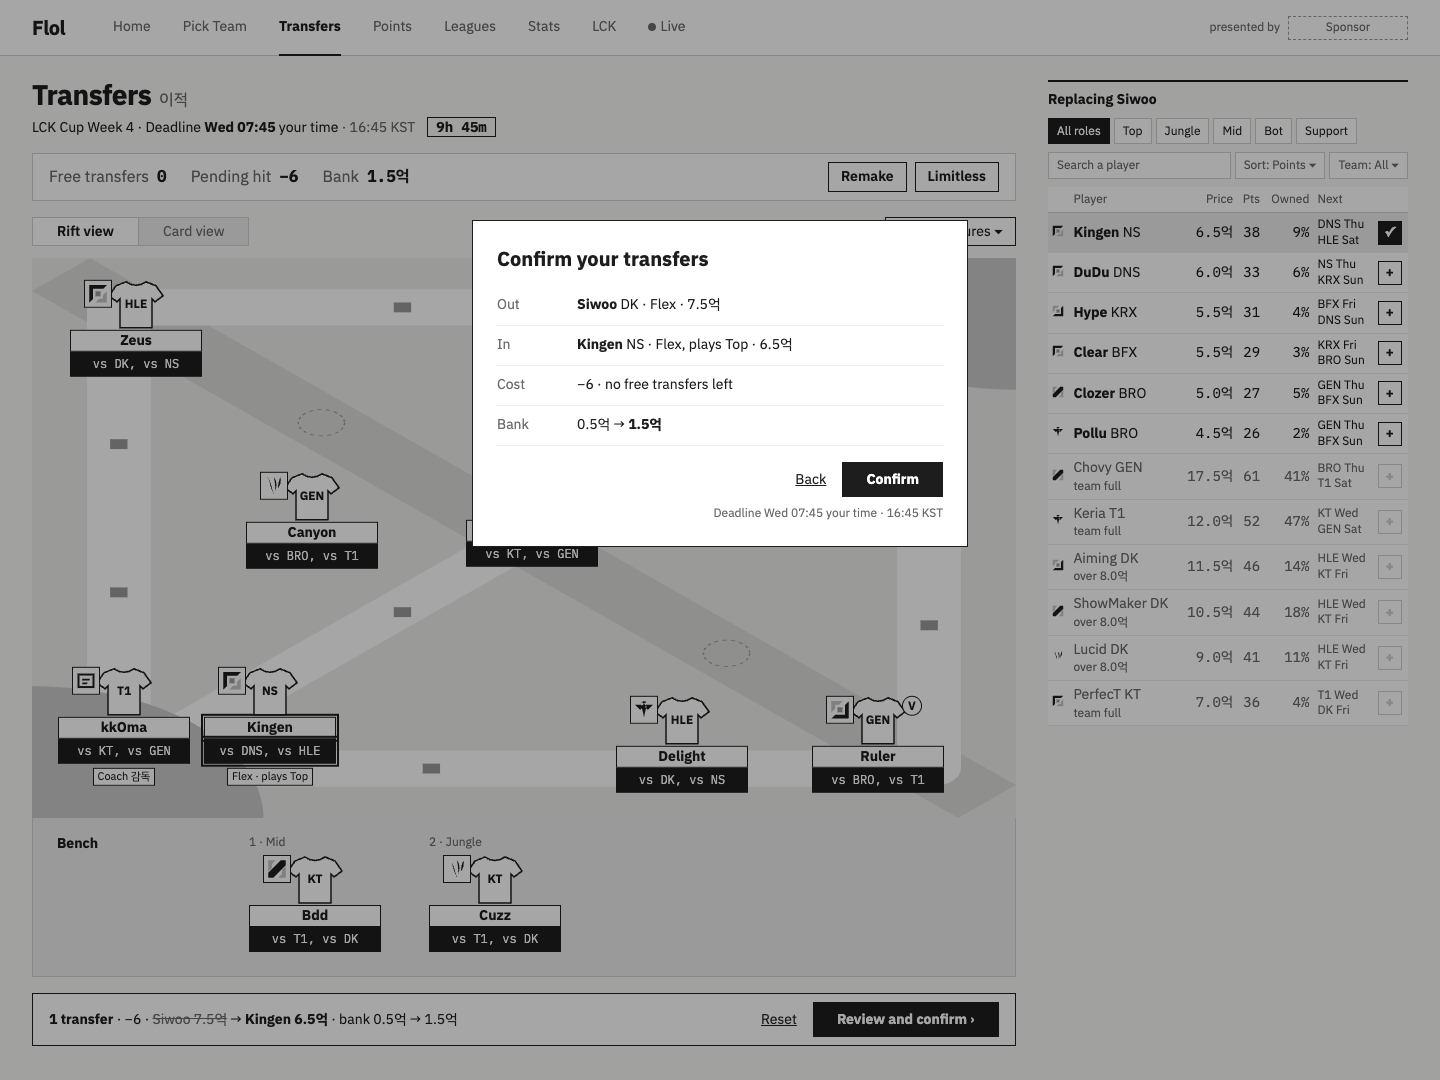 Flol
Home
Pick Team
Transfers
Points
Leagues
Stats
LCK
Live
presented by
Sponsor
Transfers 이적
LCK Cup Week 4 · Deadline Wed 07:45 your time · 16:45 KST 9h 45m
Free transfers 0 Pending hit −6 Bank 1.5억
Remake
Limitless
Rift view
Card view
ures
HLE
Zeus
vs DK, vs NS
GEN
Canyon
vs BRO, vs T1
vs KT, vs GEN
T1
kkOma
vs KT, vs GEN
Coach 감독
NS
Kingen
vs DNS, vs HLE
Flex · plays Top
HLE
Delight
vs DK, vs NS
GEN
V
Ruler
vs BRO, vs T1
Bench
1 · Mid
KT
Bdd
vs T1, vs DK
2 · Jungle
KT
Cuzz
vs T1, vs DK
1 transfer · −6 · Siwoo 7.5억 → Kingen 6.5억 · bank 0.5억 → 1.5억
Reset
Review and confirm ›
Confirm your transfers
Out Siwoo DK · Flex · 7.5억
In Kingen NS · Flex, plays Top · 6.5억
Cost −6 · no free transfers left
Bank 0.5억 → 1.5억
Back
Confirm
Deadline Wed 07:45 your time · 16:45 KST
Replacing Siwoo
All roles
Top
Jungle
Mid
Bot
Support
Search a player
Sort: Points
Team: All
Player Price Pts Owned Next
Kingen NS 6.5억 38 9% DNS Thu
HLE Sat
DuDu DNS 6.0억 33 6% NS Thu
KRX Sun
Hype KRX 5.5억 31 4% BFX Fri
DNS Sun
Clear BFX 5.5억 29 3% KRX Fri
BRO Sun
Clozer BRO 5.0억 27 5% GEN Thu
BFX Sun
Pollu BRO 4.5억 26 2% GEN Thu
BFX Sun
Chovy GEN 17.5억 61 41% BRO Thu
team full T1 Sat
Keria T1 12.0억 52 47% KT Wed
team full GEN Sat
Aiming DK 11.5억 46 14% HLE Wed
over 8.0억 KT Fri
ShowMaker DK 10.5억 44 18% HLE Wed
over 8.0억 KT Fri
Lucid DK 9.0억 41 11% HLE Wed
over 8.0억 KT Fri
PerfecT KT 7.0억 36 4% T1 Wed
team full DK Fri